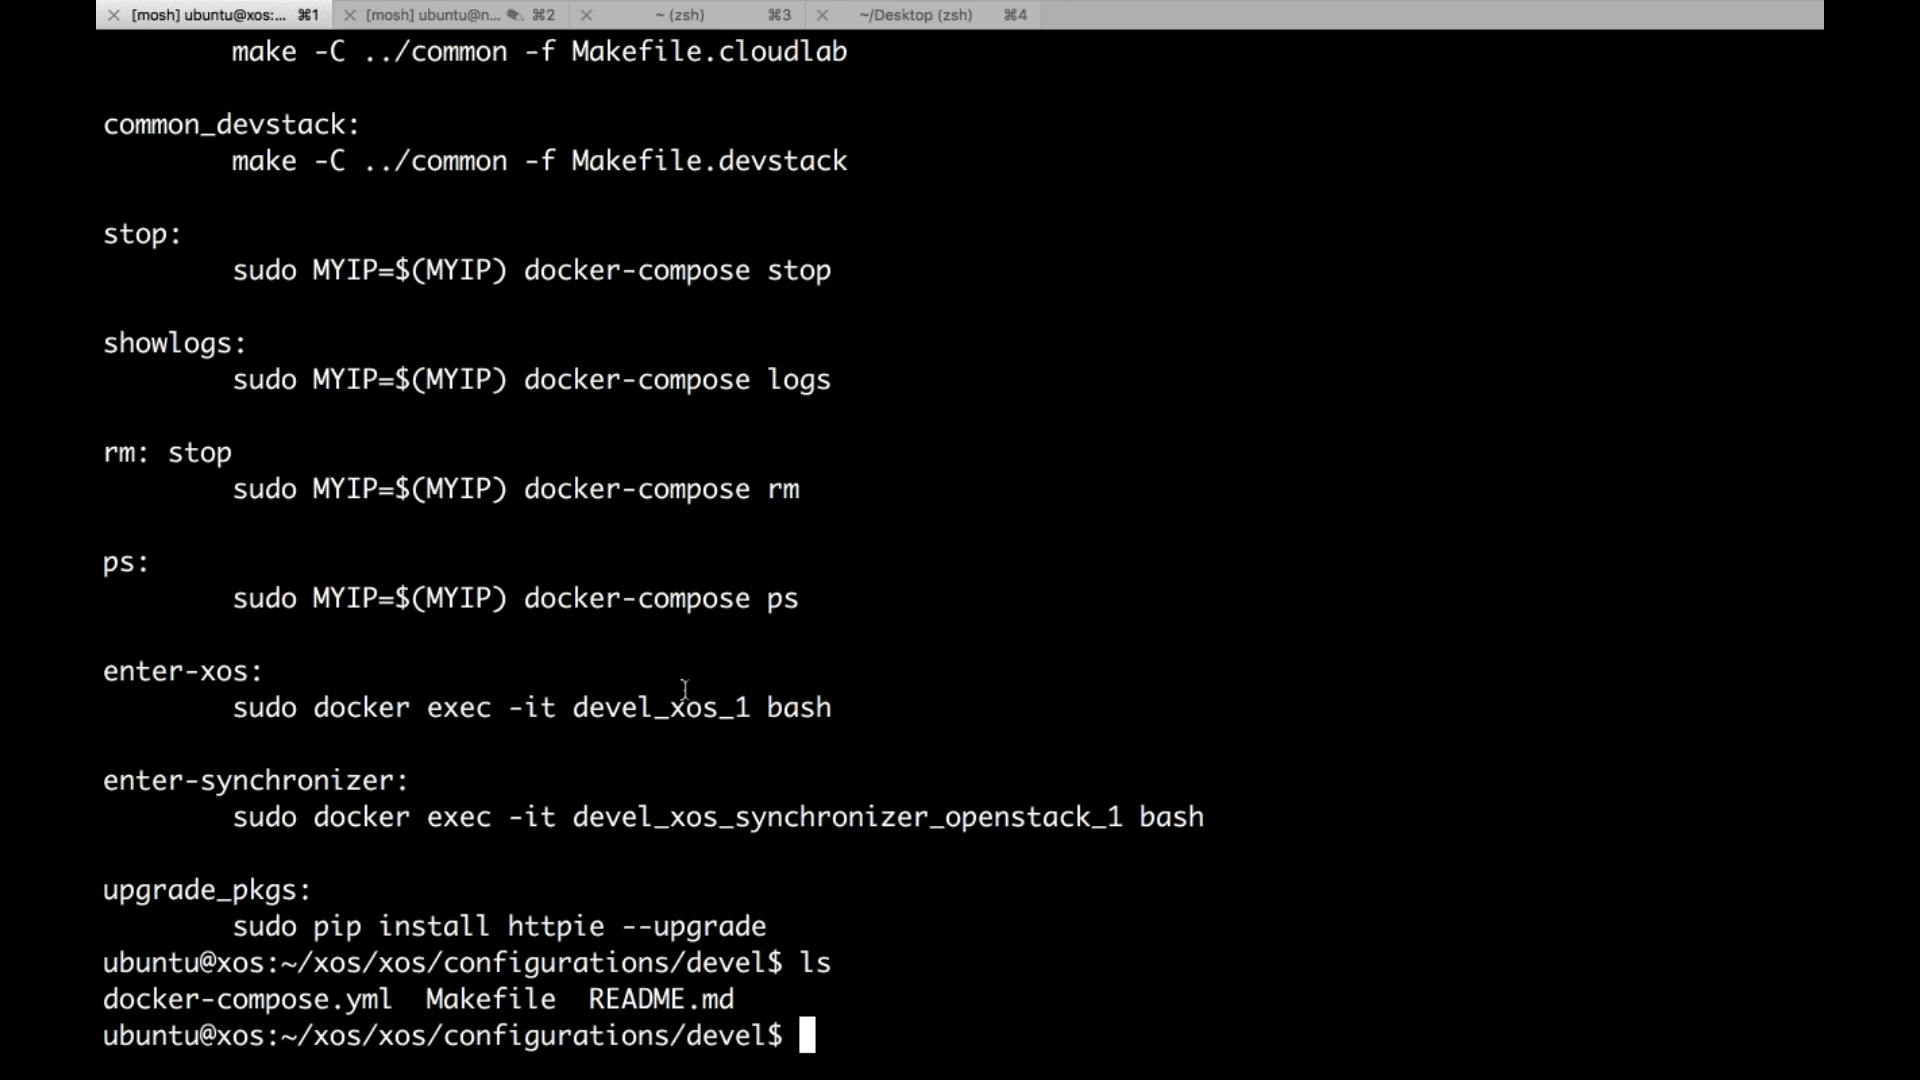 [mosh] ubuntu@xos:... ⌘1 [mosh] ubuntu@n... ⌘2 ~ (zsh) ⌘3 ~/Desktop (zsh) ⌘4
make -C ../common -f Makefile.cloudlab
common_devstack:
make -C ../common -f Makefile.devstack
stop:
sudo MYIP=$(MYIP) docker-compose stop
showlogs:
sudo MYIP=$(MYIP) docker-compose logs
rm: stop
sudo MYIP=$(MYIP) docker-compose rm
ps:
sudo MYIP=$(MYIP) docker-compose ps
enter-xos:
sudo docker exec -it devel_xos_1 bash
enter-synchronizer:
sudo docker exec -it devel_xos_synchronizer_openstack_1 bash
upgrade_pkgs:
sudo pip install httpie --upgrade
ubuntu@xos:~/xos/xos/configurations/devel$ ls
docker-compose.yml Makefile README.md
ubuntu@xos:~/xos/xos/configurations/devel$